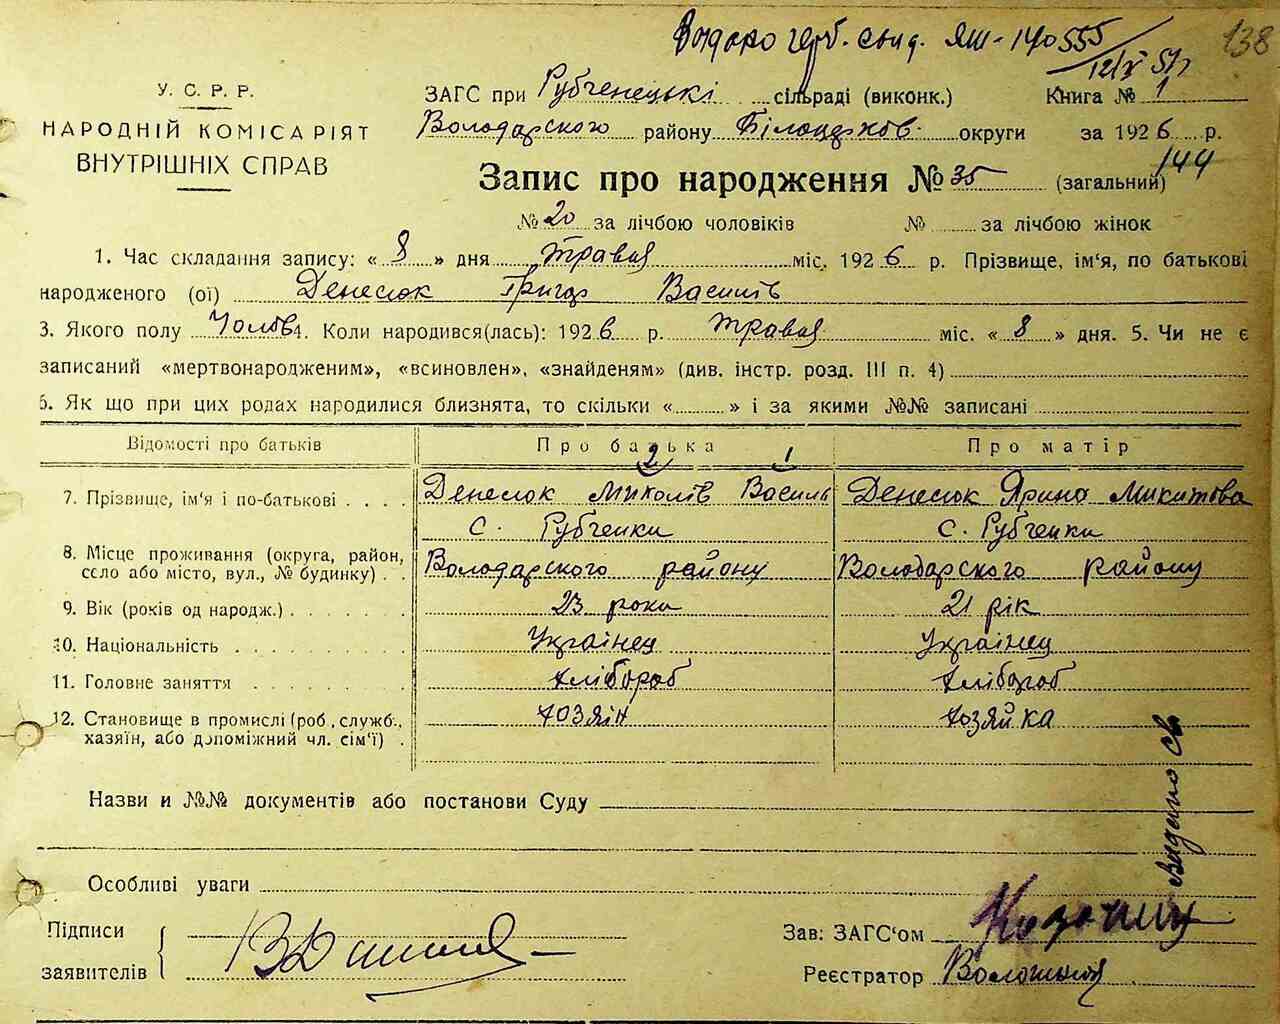 Видано герб. свид. ЯШ-140555
12/X 57 г
138
У. С. Р. Р.
НАРОДНІЙ КОМІСАРІЯТ
ВНУТРІШНІХ СПРАВ
ЗАГС при Рубченецькі сільраді (виконк.) Книга № 1
Володарского району Білоцерков. округи за 1926 р.
Запис про народження № 35 (загальний) 144
№ 20 за лічбою чоловіків № за лічбою жінок
1. Час складання запису: « 8 » дня травня міс. 1926 р. Прізвище, ім'я, по батькові
народженого (ої) Денесюк Григор Василів
3. Якого полу Чолов 4. Коли народився(лась): 1926 р. травня міс. « 8 » дня. 5. Чи не є
записаний «мертвонародженим», «всиновлен», «знайденям» (див. інстр. розд. III п. 4)
6. Як що при цих родах народилися близнята, то скільки « » і за якими №№ записані
Відомості про батьків Про батька Про матір
2 1
7. Прізвище, ім'я і по-батькові . . . . Денесюк Миколів Василь Денесюк Ярина Микитова
с. Рубченки с. Рубченки
8. Місце проживання (округа, район,
село або місто, вул., № будинку) . . Володарского району Володарского району
9. Вік (років од народж.) . . . . . . 23 роки 21 рік
10. Національність . . . . . . . . . Українец Українец
11. Головне заняття . . . . . . . . хлібороб хлібороб
12. Становище в промислі (роб., служб., хозяін хозяйка
хазяїн, або допоміжний чл. сім'ї) .
Назви и №№ документів або постанови Суду
видано св
Особливі уваги
Підписи
заявителів
Зав. ЗАГС'ом
Реєстратор